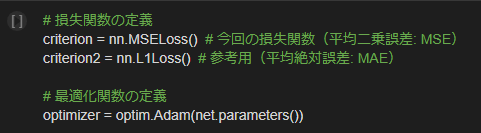 [ ]
# 損失関数の定義
criterion = nn.MSELoss()  # 今回の損失関数（平均二乗誤差: MSE）
criterion2 = nn.L1Loss()  # 参考用（平均絶対誤差: MAE）
# 最適化関数の定義
optimizer = optim.Adam(net.parameters())